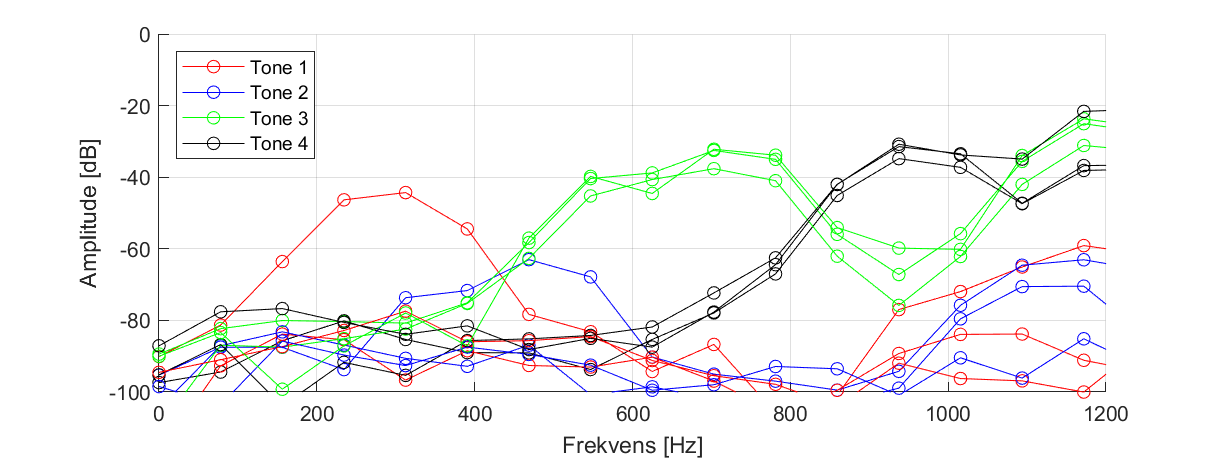 0
-20
-40
-60
-80
-100
Amplitude [dB]
Tone 1
Tone 2
Tone 3
Tone 4
0 200 400 600 800 1000 1200
Frekvens [Hz]